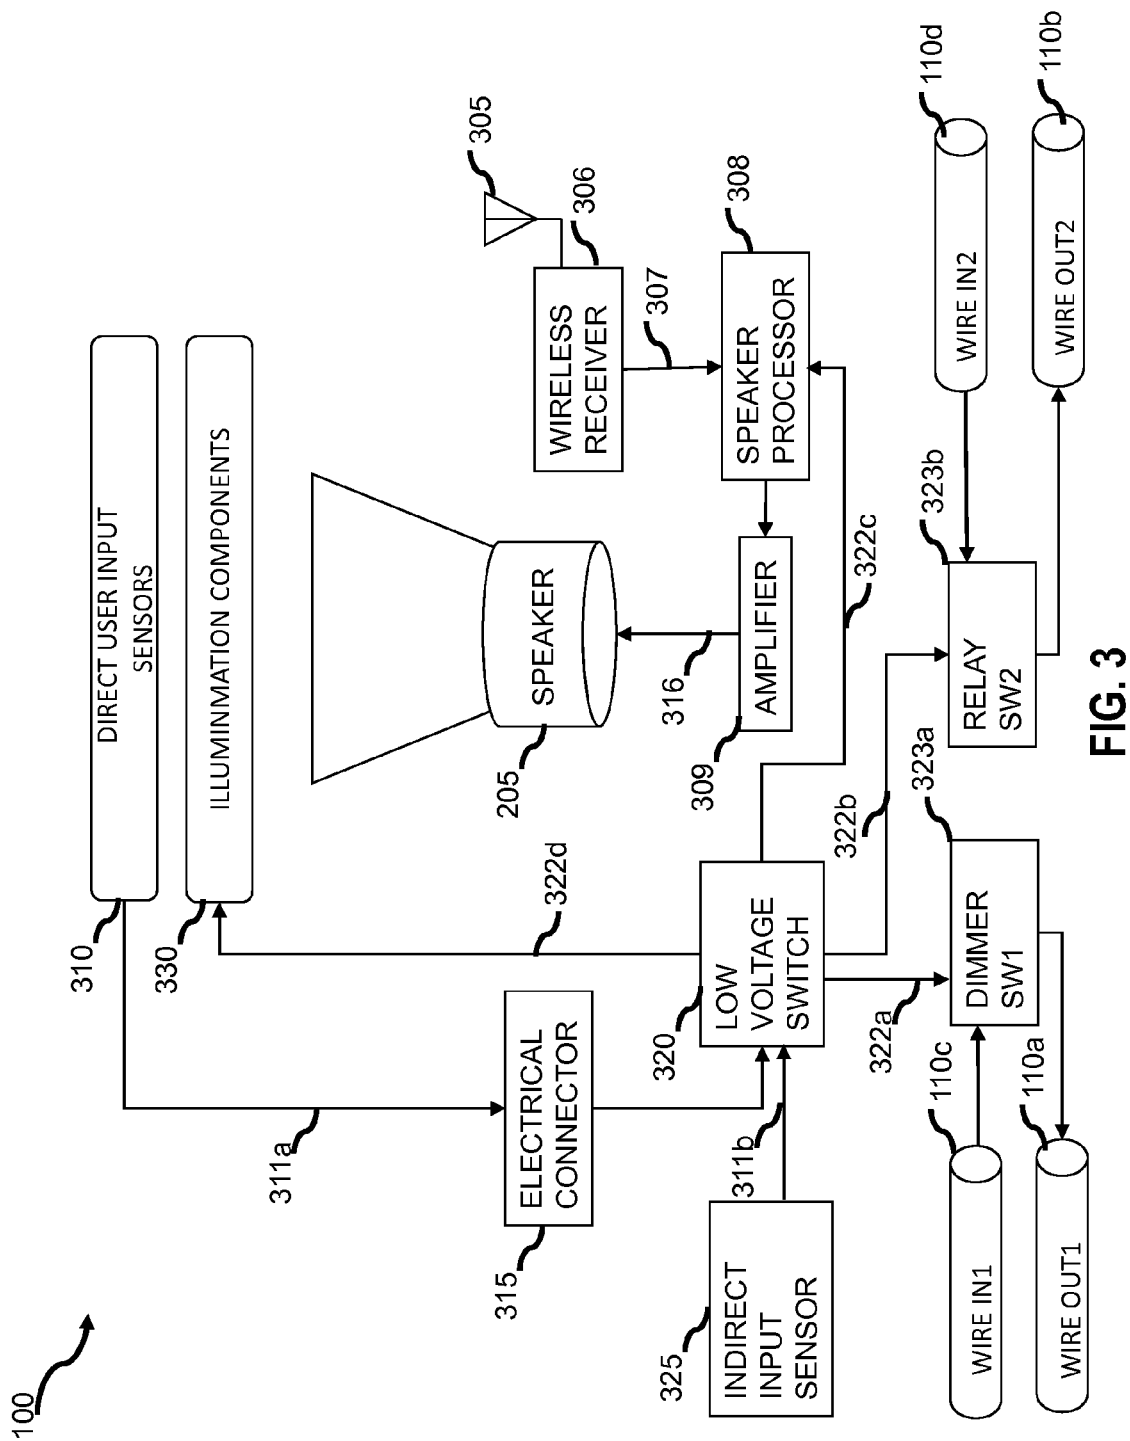 100
310
DIRECT USER INPUT
SENSORS
330
ILLUMINMATION COMPONENTS
311a
322d
315
ELECTRICAL
CONNECTOR
205
SPEAKER
305
WIRELESS
RECEIVER
306
307
316
309
AMPLIFIER
SPEAKER
PROCESSOR
308
325
INDIRECT
INPUT
SENSOR
311b
320
LOW
VOLTAGE
SWITCH
322c
322a
322b
WIRE IN1
110c
DIMMER
SW1
323a
RELAY
SW2
323b
WIRE IN2
110d
WIRE OUT1
110a
WIRE OUT2
110b
FIG. 3